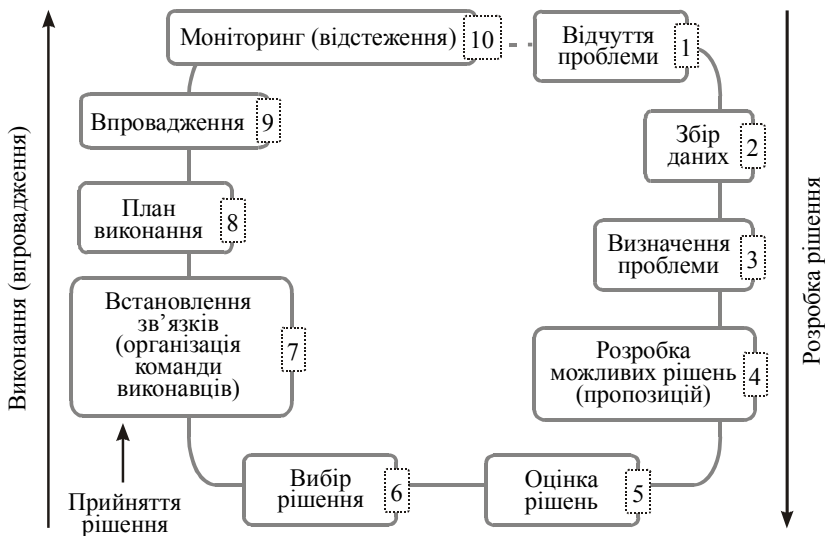 Моніторинг (відстеження)
10
Відчуття
проблеми
1
Збір
даних
2
Визначення
проблеми
3
Розробка
можливих рішень
(пропозицій)
4
Оцінка
рішень
5
Вибір
рішення
6
Встановлення
зв’язків
(організація
команди
виконавців)
7
План
виконання
8
Впровадження
9
Прийняття
рішення
Виконання (впровадження)
Розробка рішення